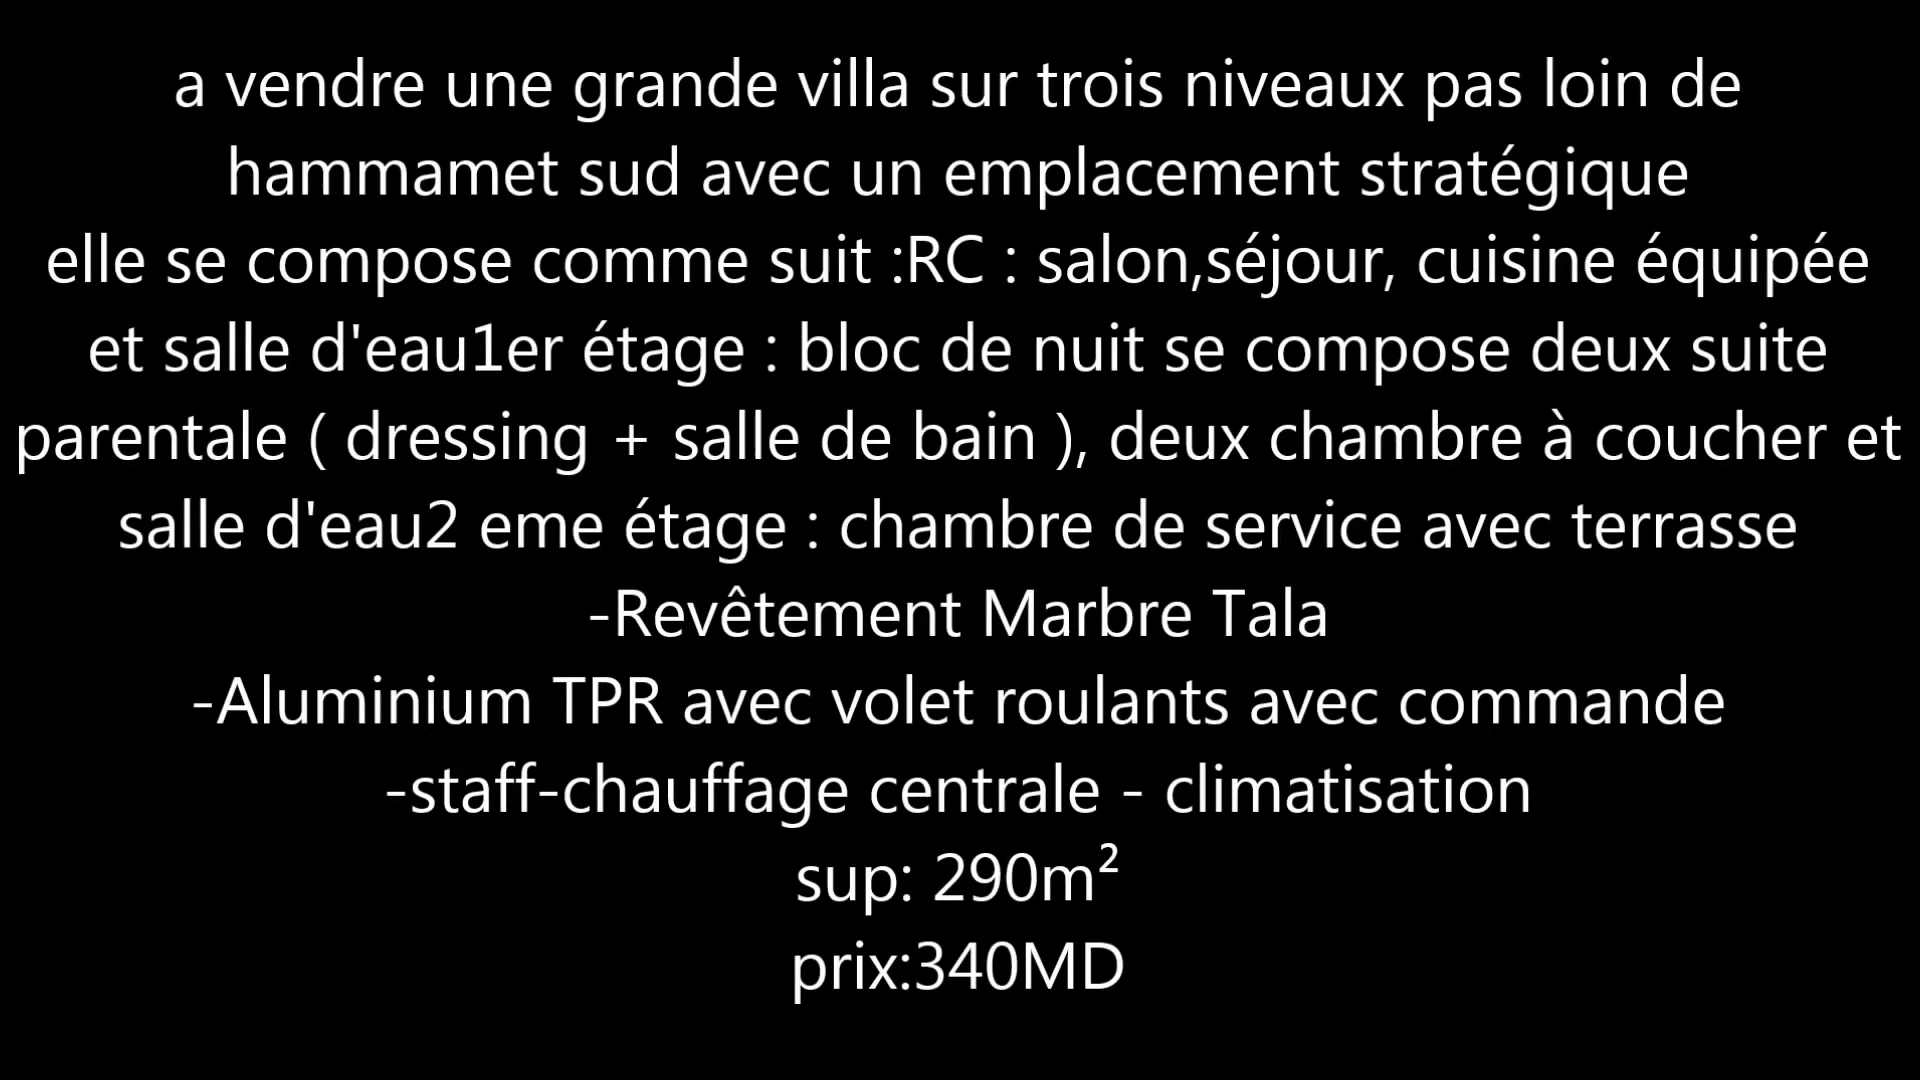 a vendre une grande villa sur trois niveaux pas loin de
hammamet sud avec un emplacement stratégique
elle se compose comme suit :RC : salon,séjour, cuisine équipée
et salle d'eau1er étage : bloc de nuit se compose deux suite
parentale ( dressing + salle de bain ), deux chambre à coucher et
salle d'eau2 eme étage : chambre de service avec terrasse
-Revêtement Marbre Tala
-Aluminium TPR avec volet roulants avec commande
-staff-chauffage centrale - climatisation
sup: 290m²
prix:340MD